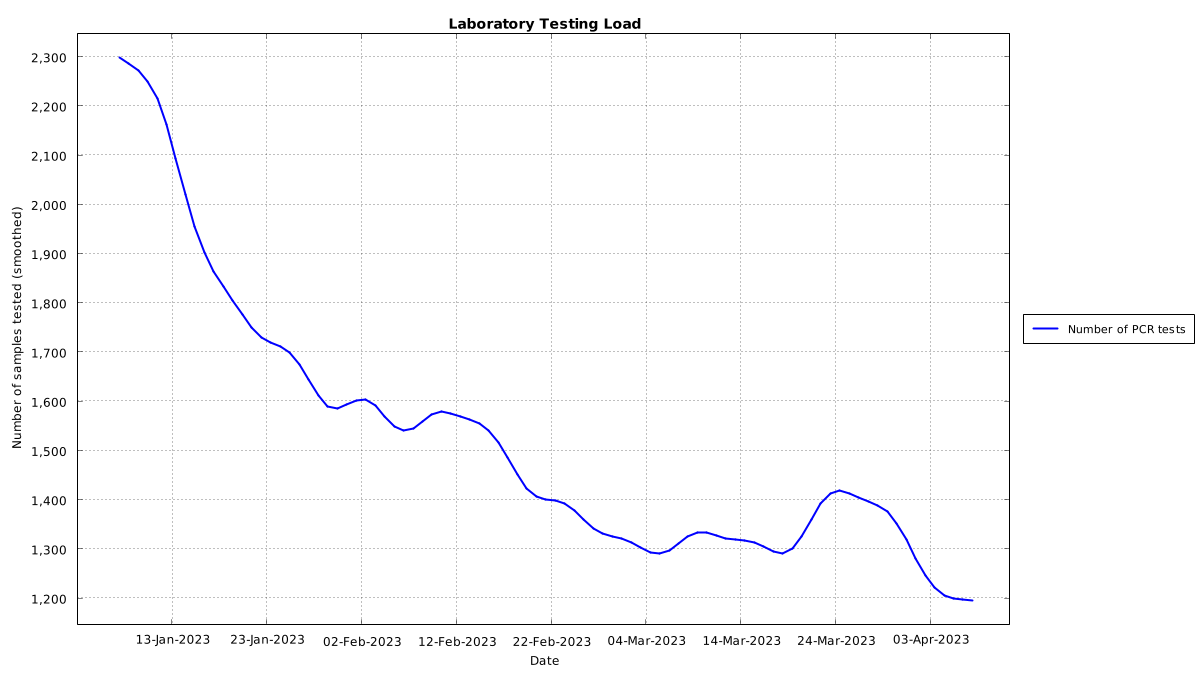 Laboratory Testing Load
Number of samples tested (smoothed)
2,300
2,200
2,100
2,000
1,900
1,800
1,700
1,600
1,500
1,400
1,300
1,200
13-Jan-2023
23-Jan-2023
02-Feb-2023
12-Feb-2023
22-Feb-2023
04-Mar-2023
14-Mar-2023
24-Mar-2023
03-Apr-2023
Date
Number of PCR tests